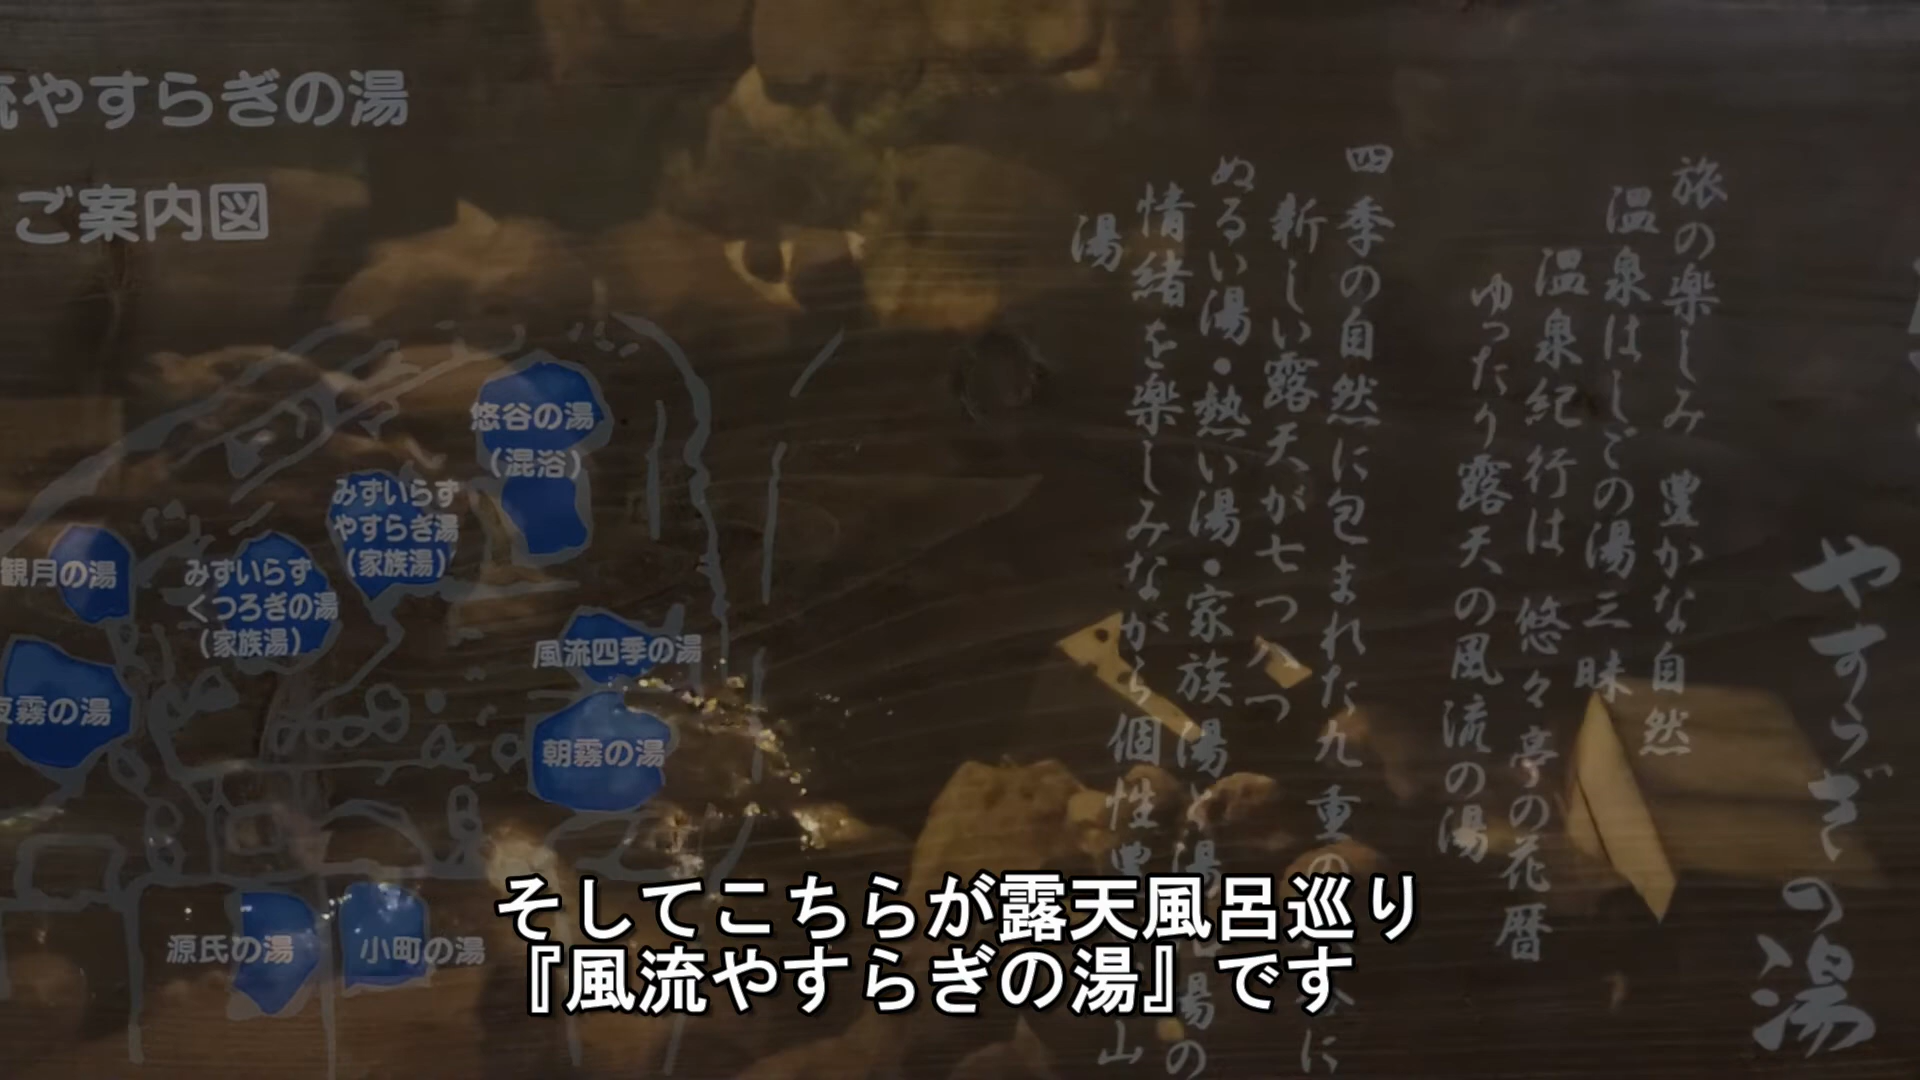 流やすらぎの湯
ご案内図
悠谷の湯
(混浴)
みずいらず
やすらぎ湯
(家族湯)
観月の湯
みずいらず
くつろぎの湯
(家族湯)
風流四季の湯
夜霧の湯
朝霧の湯
源氏の湯
小町の湯
やすらぎの湯
旅の楽しみ 豊かな自然
温泉はしごの湯三昧
温泉紀行は 悠々亭の花暦
ゆったり露天の風流の湯
四季の自然に包まれた九重の
に
新しい露天が七つ八つ
ぬるい湯・熱い湯・家族湯と湯
湯の
情緒を楽しみながら個性豊
山
湯
そしてこちらが露天風呂巡り
『風流やすらぎの湯』です